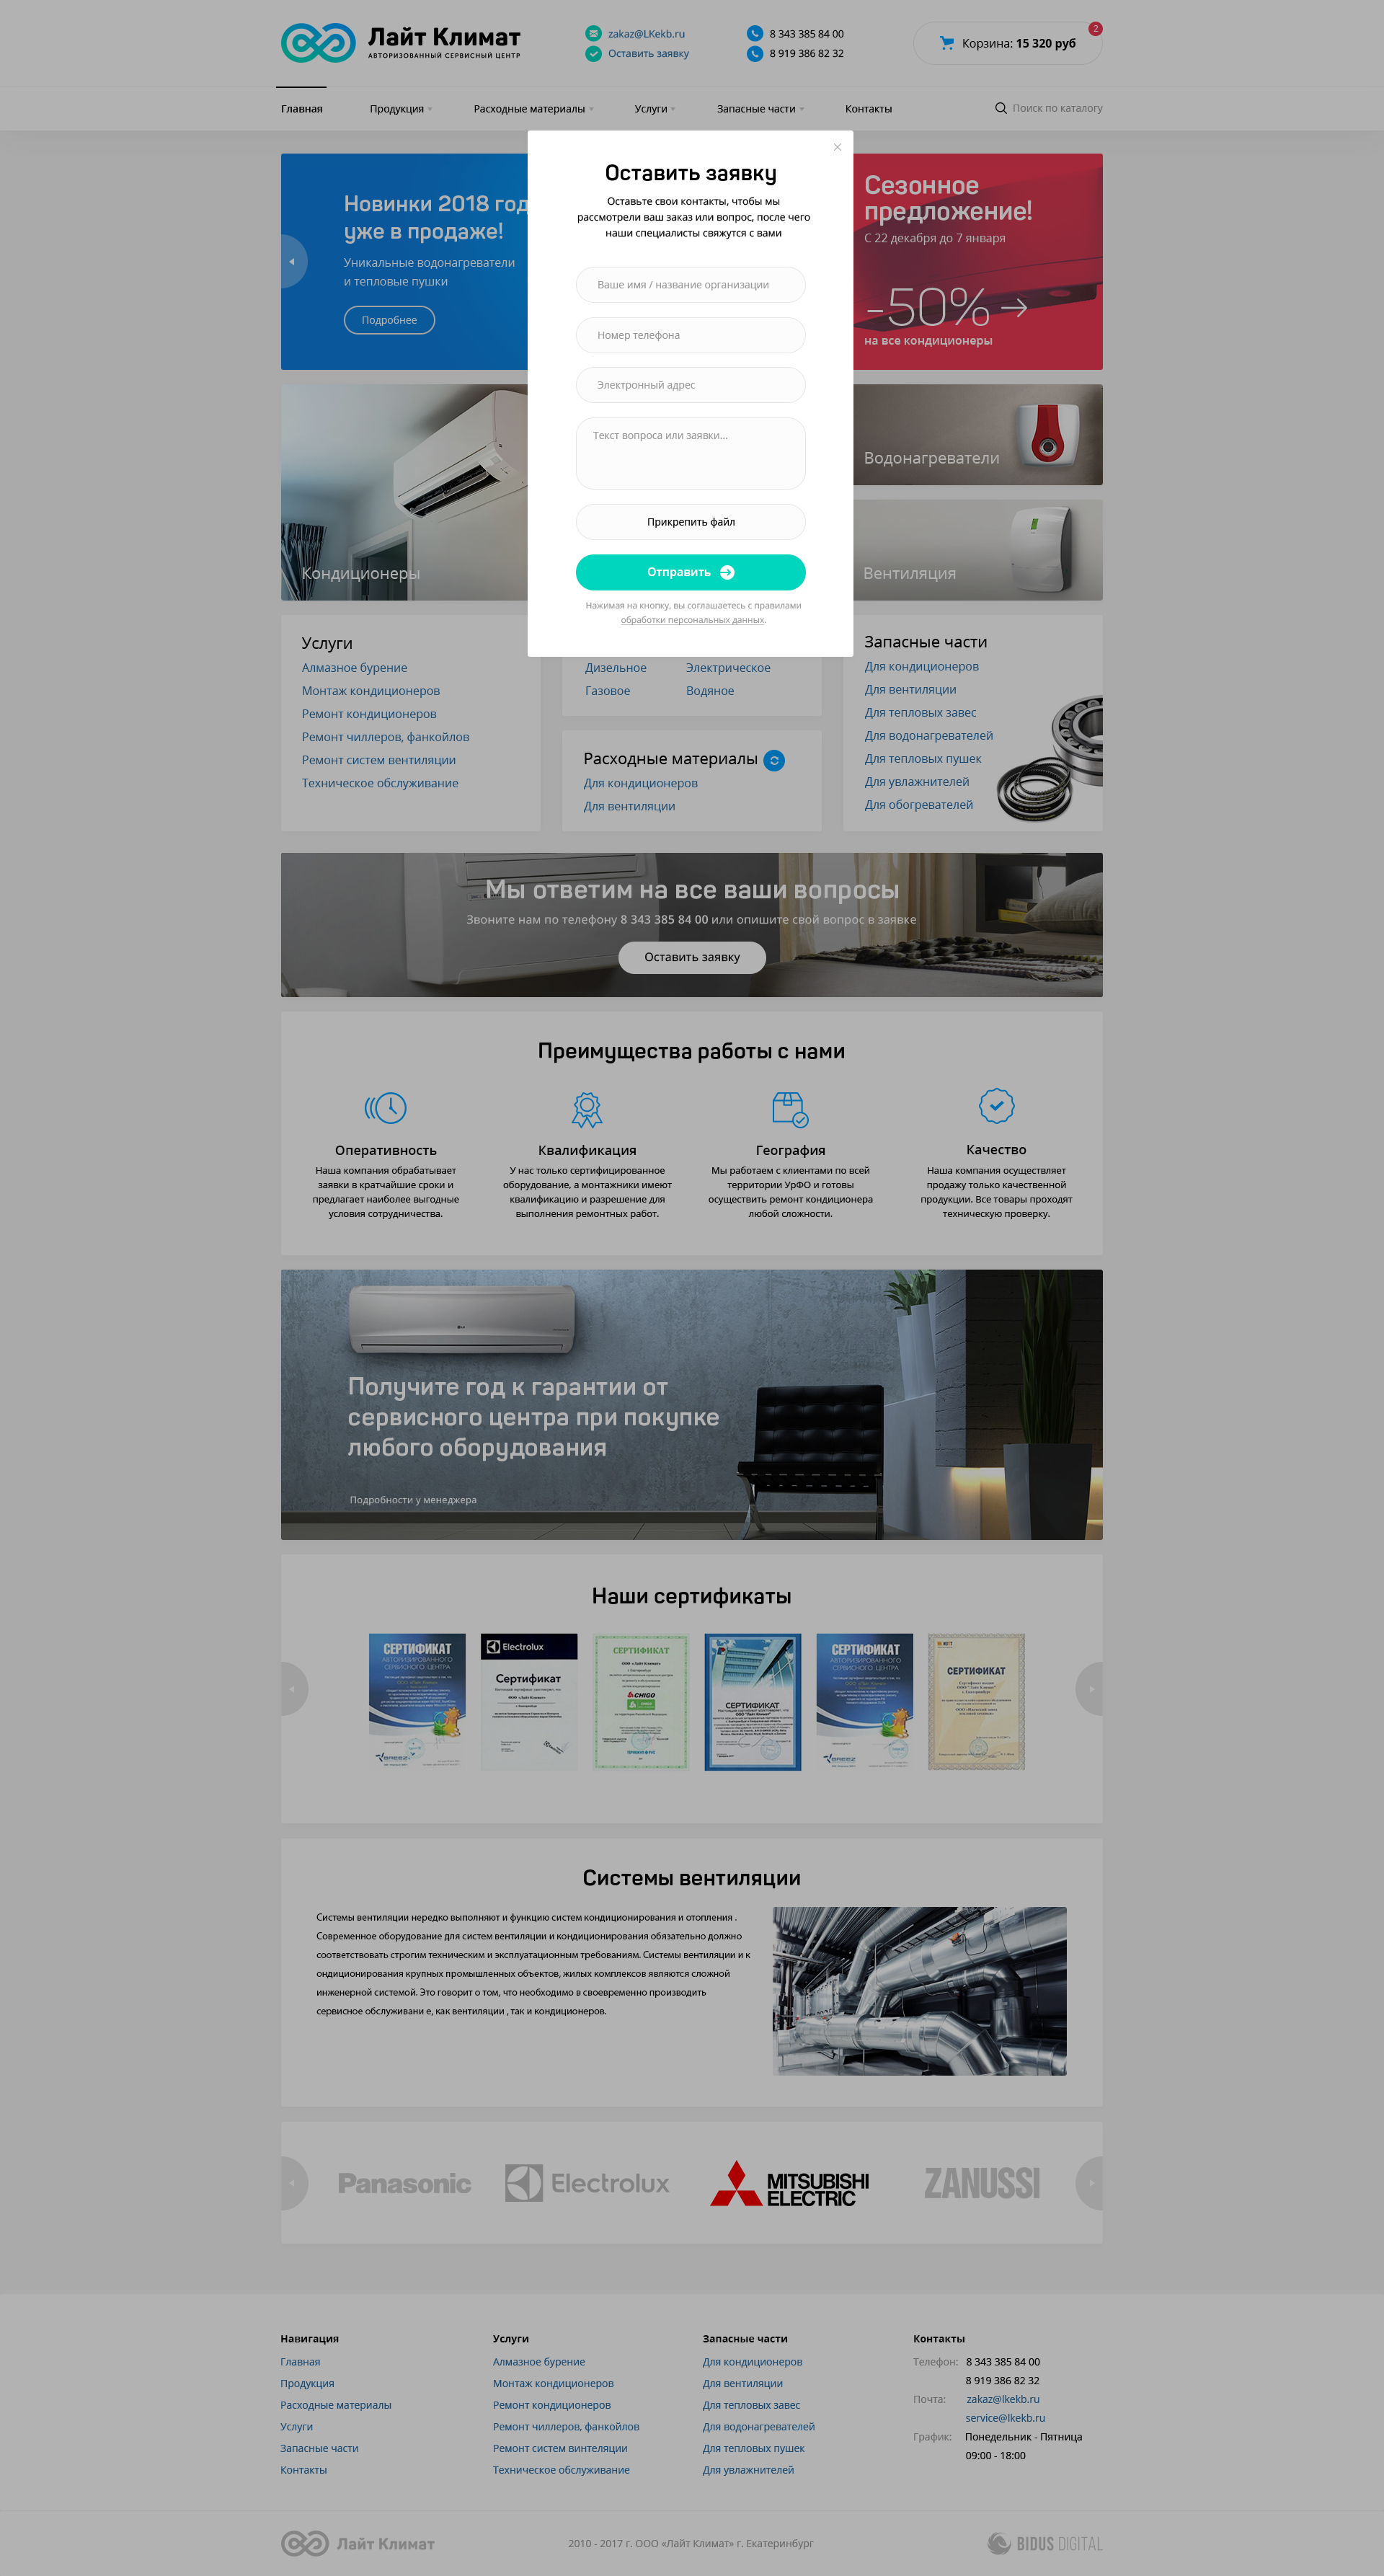 Лайт Климат
АВТОРИЗОВАННЫЙ СЕРВИСНЫЙ ЦЕНТР
zakaz@LKekb.ru
Оставить заявку
8 343 385 84 00
8 919 386 82 32
Корзина: 15 320 руб
2
Главная
Продукция
Расходные материалы
Услуги
Запасные части
Контакты
Поиск по каталогу
Новинки 2018 год
уже в продаже!
Уникальные водонагреватели
и тепловые пушки
Подробнее
Оставить заявку
Оставьте свои контакты, чтобы мы
рассмотрели ваш заказ или вопрос, после чего
наши специалисты свяжутся с вами
Ваше имя / название организации
Номер телефона
Электронный адрес
Текст вопроса или заявки...
Прикрепить файл
Отправить
Нажимая на кнопку, вы соглашаетесь с правилами
обработки персональных данных.
Сезонное
предложение!
С 22 декабря до 7 января
-50%
на все кондиционеры
Кондиционеры
Водонагреватели
Вентиляция
Услуги
Алмазное бурение
Монтаж кондиционеров
Ремонт кондиционеров
Ремонт чиллеров, фанкойлов
Ремонт систем вентиляции
Техническое обслуживание
Дизельное
Электрическое
Газовое
Водяное
Расходные материалы
Для кондиционеров
Для вентиляции
Запасные части
Для кондиционеров
Для вентиляции
Для тепловых завес
Для водонагревателей
Для тепловых пушек
Для увлажнителей
Для обогревателей
Мы ответим на все ваши вопросы
Звоните нам по телефону 8 343 385 84 00 или опишите свой вопрос в заявке
Оставить заявку
Преимущества работы с нами
Оперативность
Наша компания обрабатывает
заявки в кратчайшие сроки и
предлагает наиболее выгодные
условия сотрудничества.
Квалификация
У нас только сертифицированное
оборудование, а монтажники имеют
квалификацию и разрешение для
выполнения ремонтных работ.
География
Мы работаем с клиентами по всей
территории УрФО и готовы
осуществить ремонт кондиционера
любой сложности.
Качество
Наша компания осуществляет
продажу только качественной
продукции. Все товары проходят
техническую проверку.
LG
Получите год к гарантии от
сервисного центра при покупке
любого оборудования
Подробности у менеджера
Наши сертификаты
СЕРТИФИКАТ
АВТОРИЗОВАННОГО
СЕРВИСНОГО ЦЕНТРА
Electrolux
Сертификат
СЕРТИФИКАТ
CHIGO
СЕРТИФИКАТ
СЕРТИФИКАТ
АВТОРИЗОВАННОГО
СЕРВИСНОГО ЦЕНТРА
СЕРТИФИКАТ
Системы вентиляции
Системы вентиляции нередко выполняют и функцию систем кондиционирования и отопления .
Современное оборудование для систем вентиляции и кондиционирования обязательно должно
соответствовать строгим техническим и эксплуатационным требованиям. Системы вентиляции и к
ондиционирования крупных промышленных объектов, жилых комплексов являются сложной
инженерной системой. Это говорит о том, что необходимо в своевременно производить
сервисное обслуживани е, как вентиляции , так и кондиционеров.
Panasonic
Electrolux
MITSUBISHI
ELECTRIC
ZANUSSI
Навигация
Главная
Продукция
Расходные материалы
Услуги
Запасные части
Контакты
Услуги
Алмазное бурение
Монтаж кондиционеров
Ремонт кондиционеров
Ремонт чиллеров, фанкойлов
Ремонт систем винтеляции
Техническое обслуживание
Запасные части
Для кондиционеров
Для вентиляции
Для тепловых завес
Для водонагревателей
Для тепловых пушек
Для увлажнителей
Контакты
Телефон: 8 343 385 84 00
8 919 386 82 32
Почта: zakaz@lkekb.ru
service@lkekb.ru
График: Понедельник - Пятница
09:00 - 18:00
Лайт Климат
2010 - 2017 г. ООО «Лайт Климат» г. Екатеринбург
BIDUS DIGITAL